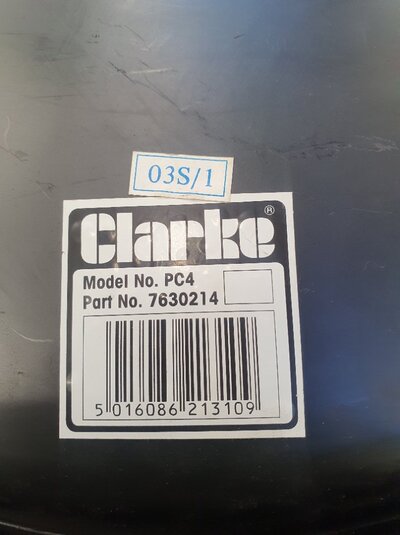 03S/1
Clarke®
Model No. PC4
Part No. 7630214
5 016086 213109